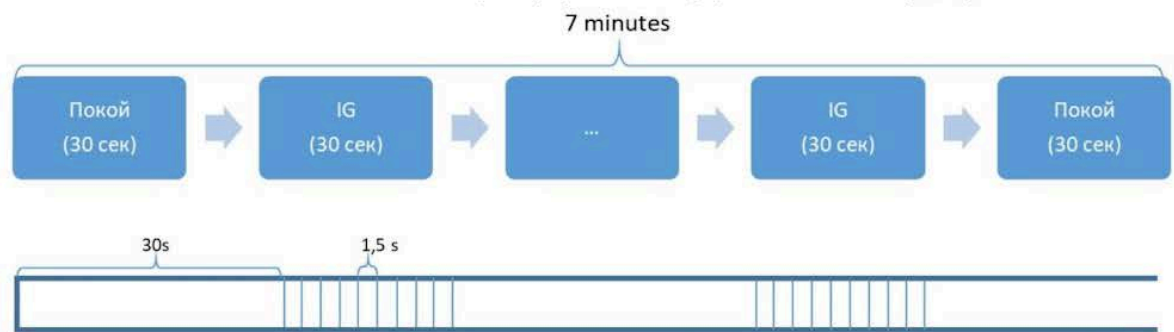 7 minutes
Покой
(30 сек)
IG
(30 сек)
...
IG
(30 сек)
Покой
(30 сек)
30s
1,5 s